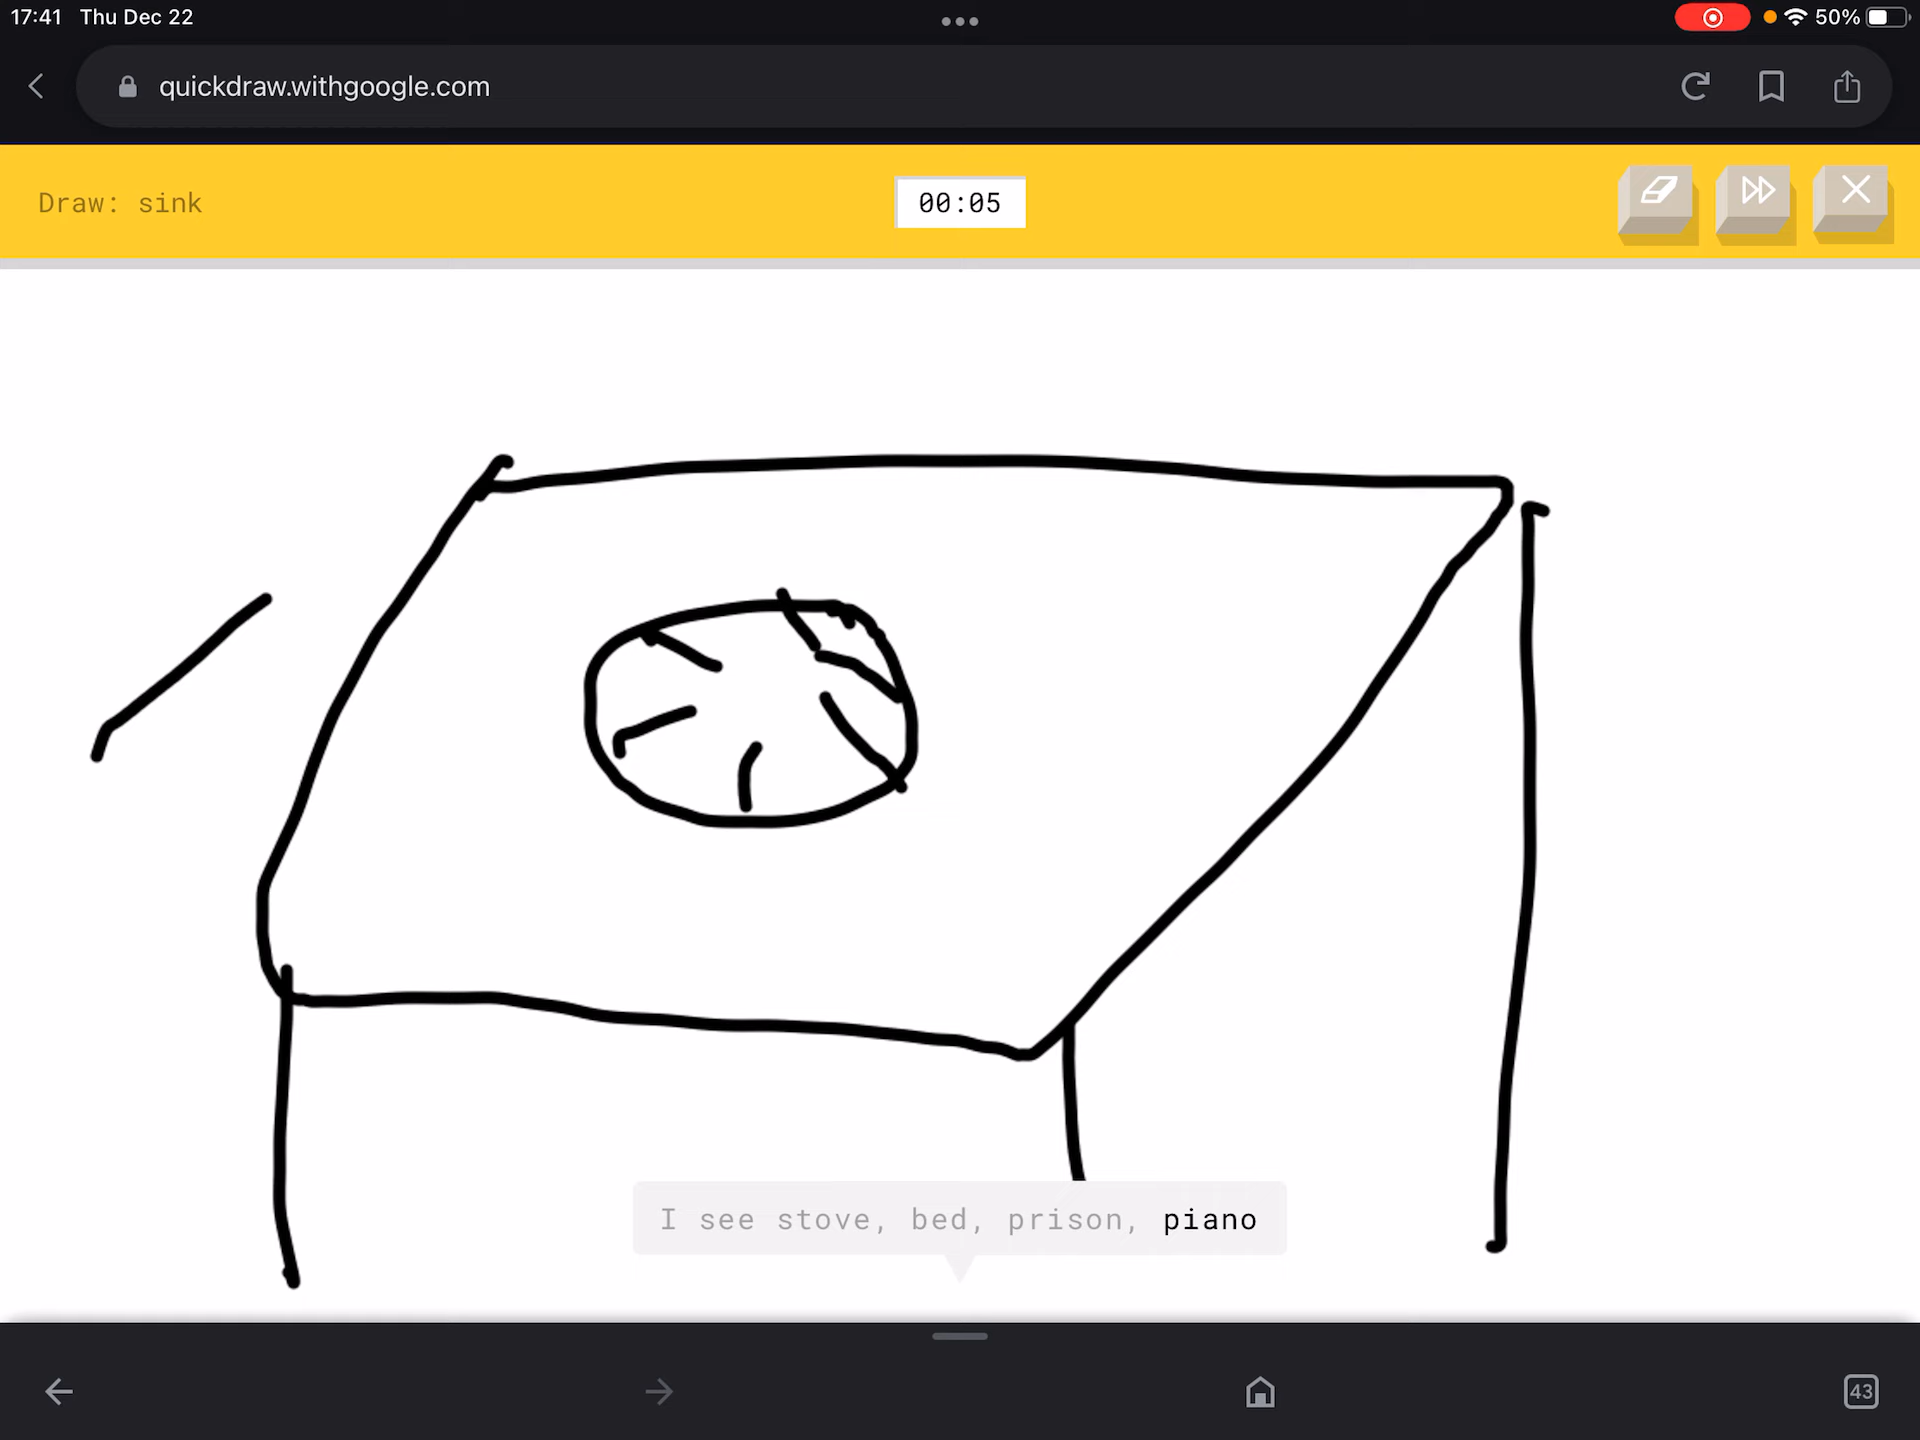 17:41 Thu Dec 22
50%
quickdraw.withgoogle.com
Draw: sink
00:05
I see stove, bed, prison, piano
43